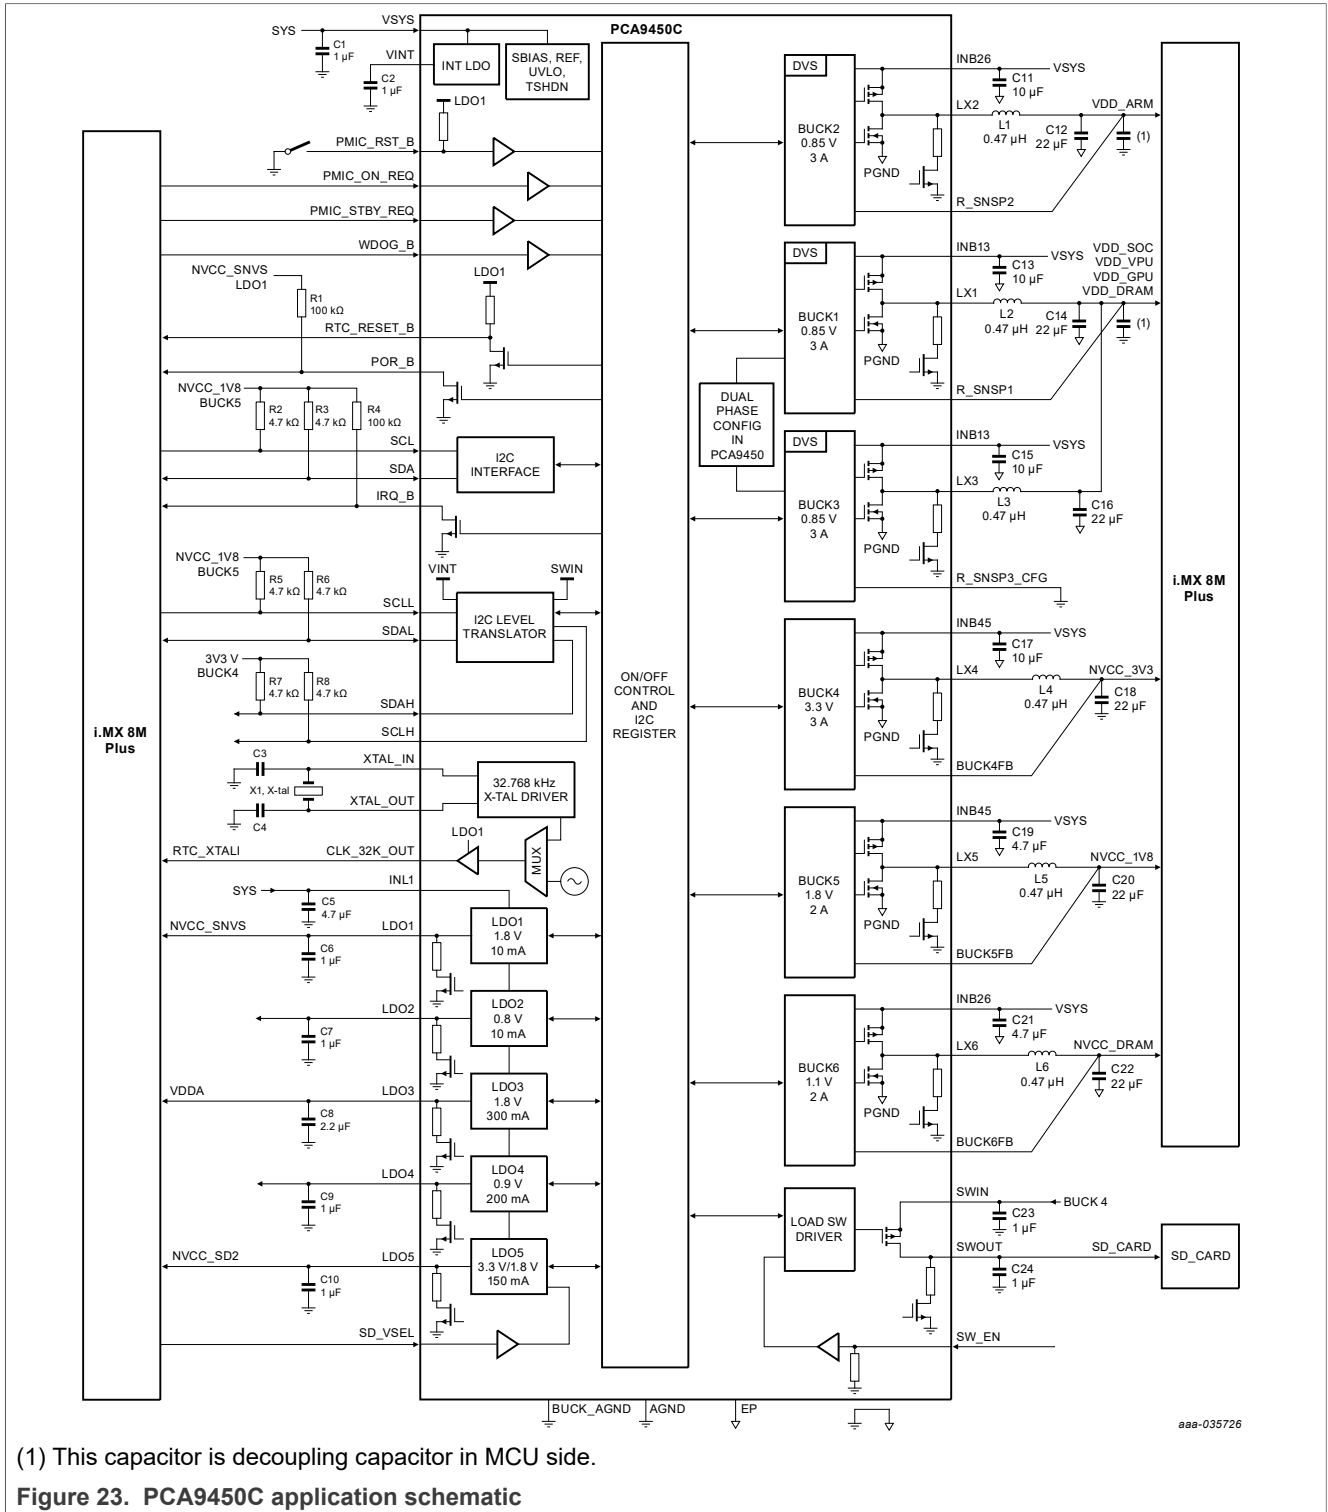 PCA9450C
SYS
VSYS
C1
1 µF
VINT
C2
1 µF
INT LDO
SBIAS, REF,
UVLO,
TSHDN
LDO1
PMIC_RST_B
PMIC_ON_REQ
PMIC_STBY_REQ
WDOG_B
NVCC_SNVS
LDO1
R1
100 kΩ
LDO1
RTC_RESET_B
POR_B
NVCC_1V8
BUCK5
R2
4.7 kΩ
R3
4.7 kΩ
R4
100 kΩ
SCL
SDA
IRQ_B
I2C
INTERFACE
NVCC_1V8
BUCK5
R5
4.7 kΩ
R6
4.7 kΩ
VINT
SWIN
SCLL
SDAL
I2C LEVEL
TRANSLATOR
3V3 V
BUCK4
R7
4.7 kΩ
R8
4.7 kΩ
SDAH
SCLH
i.MX 8M
Plus
C3
XTAL_IN
X1, X-tal
XTAL_OUT
C4
32.768 kHz
X-TAL DRIVER
LDO1
MUX
RTC_XTALI
CLK_32K_OUT
SYS
INL1
C5
4.7 µF
NVCC_SNVS
LDO1
C6
1 µF
LDO1
1.8 V
10 mA
LDO2
C7
1 µF
LDO2
0.8 V
10 mA
VDDA
LDO3
C8
2.2 µF
LDO3
1.8 V
300 mA
LDO4
C9
1 µF
LDO4
0.9 V
200 mA
NVCC_SD2
LDO5
C10
1 µF
LDO5
3.3 V/1.8 V
150 mA
SD_VSEL
ON/OFF
CONTROL
AND
I2C
REGISTER
DVS
BUCK2
0.85 V
3 A
PGND
INB26
VSYS
C11
10 µF
LX2
L1
0.47 µH
C12
22 µF
VDD_ARM
(1)
R_SNSP2
DVS
BUCK1
0.85 V
3 A
PGND
INB13
VSYS
C13
10 µF
VDD_SOC
VDD_VPU
VDD_GPU
VDD_DRAM
LX1
L2
0.47 µH
C14
22 µF
(1)
R_SNSP1
DUAL
PHASE
CONFIG
IN
PCA9450
DVS
BUCK3
0.85 V
3 A
PGND
INB13
VSYS
C15
10 µF
LX3
L3
0.47 µH
C16
22 µF
R_SNSP3_CFG
i.MX 8M
Plus
BUCK4
3.3 V
3 A
PGND
INB45
VSYS
C17
10 µF
LX4
L4
0.47 µH
NVCC_3V3
C18
22 µF
BUCK4FB
BUCK5
1.8 V
2 A
PGND
INB45
VSYS
C19
4.7 µF
LX5
L5
0.47 µH
NVCC_1V8
C20
22 µF
BUCK5FB
BUCK6
1.1 V
2 A
PGND
INB26
VSYS
C21
4.7 µF
LX6
L6
0.47 µH
NVCC_DRAM
C22
22 µF
BUCK6FB
LOAD SW
DRIVER
SWIN
BUCK 4
C23
1 µF
SWOUT
SD_CARD
C24
1 µF
SD_CARD
SW_EN
BUCK_AGND
AGND
EP
aaa-035726
(1) This capacitor is decoupling capacitor in MCU side.
Figure 23. PCA9450C application schematic